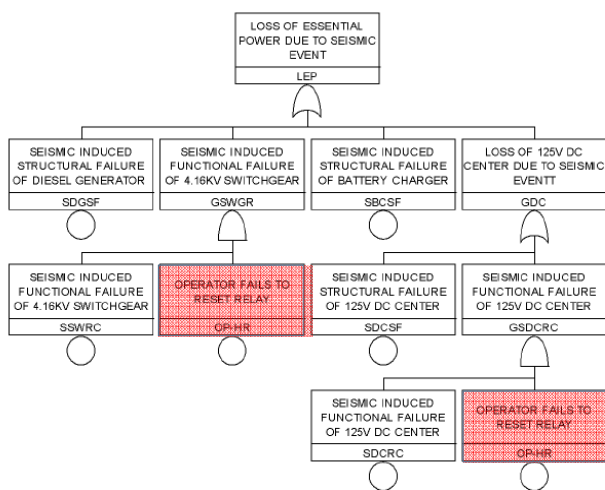 LOSS OF ESSENTIAL
POWER DUE TO SEISMIC
EVENT
LEP
SEISMIC INDUCED
STRUCTURAL FAILURE
OF DIESEL GENERATOR
SDGSF
SEISMIC INDUCED
FUNCTIONAL FAILURE
OF 4.16KV SWITCHGEAR
GSWGR
SEISMIC INDUCED
STRUCTURAL FAILURE
OF BATTERY CHARGER
SBCSF
LOSS OF 125V DC
CENTER DUE TO SEISMIC
EVENTT
GDC
SEISMIC INDUCED
FUNCTIONAL FAILURE
OF 4.16KV SWITCHGEAR
SSWRC
OPERATOR FAILS TO
RESET RELAY
OP-HR
SEISMIC INDUCED
STRUCTURAL FAILURE
OF 125V DC CENTER
SDCSF
SEISMIC INDUCED
FUNCTIONAL FAILURE
OF 125V DC CENTER
GSDCRC
SEISMIC INDUCED
FUNCTIONAL FAILURE
OF 125V DC CENTER
SDCRC
OPERATOR FAILS TO
RESET RELAY
OP-HR